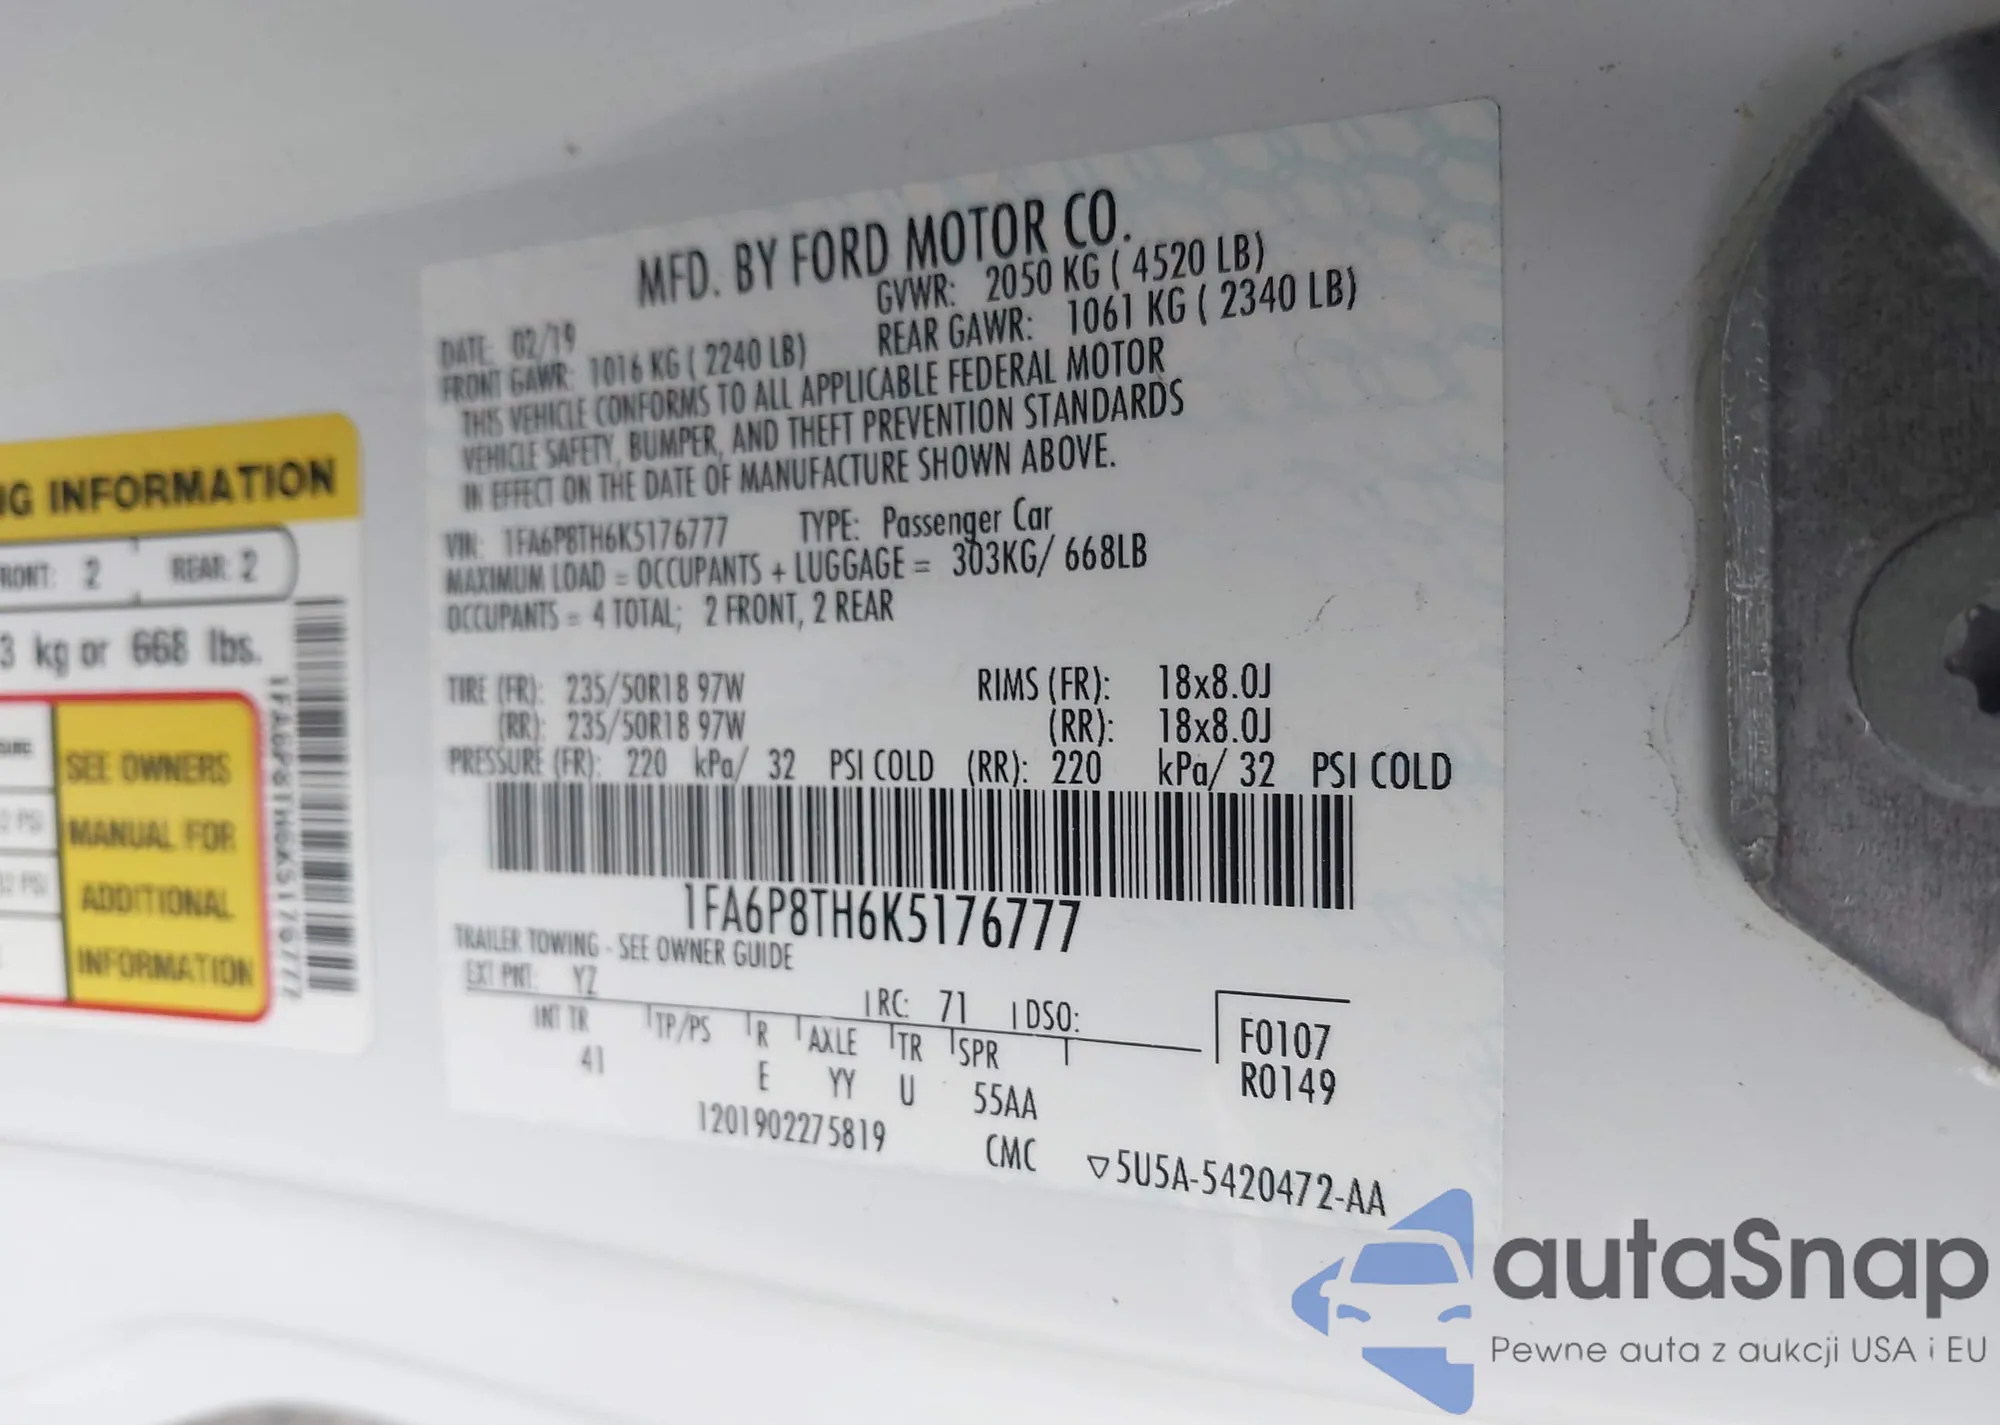 MFD. BY FORD MOTOR CO.
DATE: 02/19 GVWR: 2050 KG ( 4520 LB)
FRONT GAWR: 1016 KG ( 2240 LB) REAR GAWR: 1061 KG ( 2340 LB)
THIS VEHICLE CONFORMS TO ALL APPLICABLE FEDERAL MOTOR
VEHICLE SAFETY, BUMPER, AND THEFT PREVENTION STANDARDS
IN EFFECT ON THE DATE OF MANUFACTURE SHOWN ABOVE.
VIN: 1FA6P8TH6K5176777 TYPE: Passenger Car
MAXIMUM LOAD = OCCUPANTS + LUGGAGE = 303KG/ 668LB
OCCUPANTS = 4 TOTAL; 2 FRONT, 2 REAR
TIRE (FR): 235/50R18 97W RIMS (FR): 18x8.0J
(RR): 235/50R18 97W (RR): 18x8.0J
PRESSURE (FR): 220 kPa/ 32 PSI COLD (RR): 220 kPa/ 32 PSI COLD
1FA6P8TH6K5176777
TRAILER TOWING - SEE OWNER GUIDE
EXT PNT: YZ RC: 71 DSO:
INT TR TP/PS R AXLE TR SPR
41 E YY U 55AA
F0107
R0149
1201902275819 CMC ▽5U5A-5420472-AA
NG INFORMATION
RONT: 2 REAR: 2
3 kg or 668 lbs.
SEE OWNERS
MANUAL FOR
ADDITIONAL
INFORMATION
2 PSI
32 PSI
1FA6P8TH6K5176777
autaSnap
Pewne auta z aukcji USA i EU